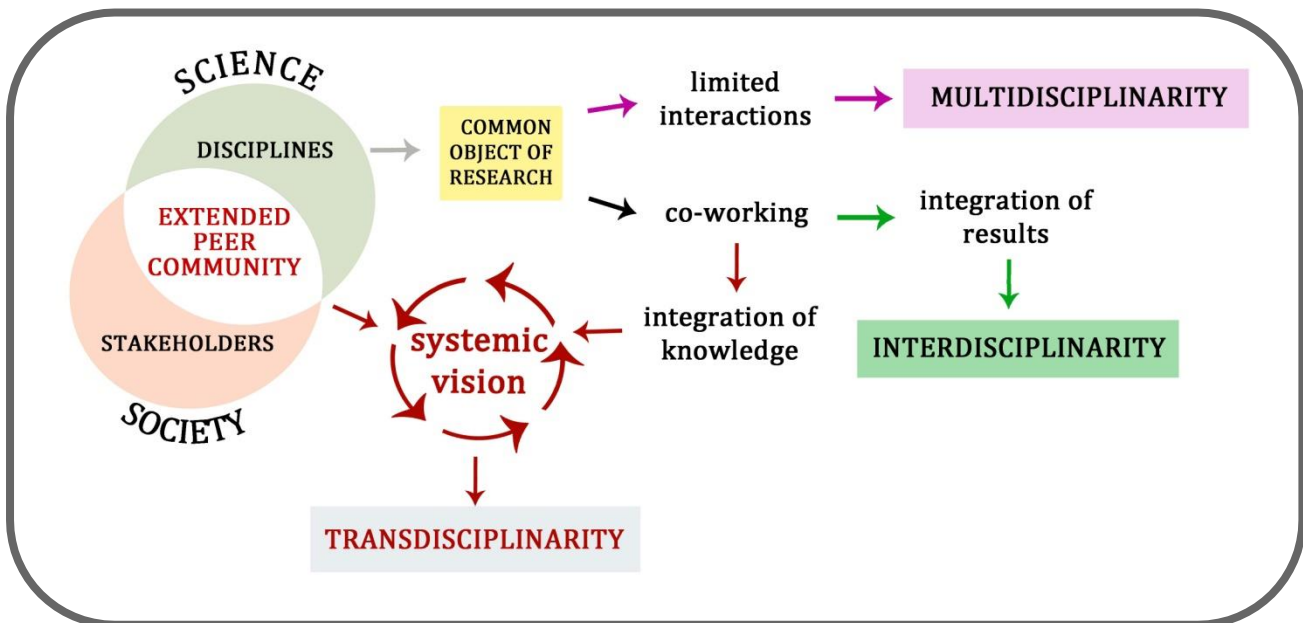 SCIENCE
DISCIPLINES
EXTENDED
PEER
COMMUNITY
STAKEHOLDERS
SOCIETY
COMMON
OBJECT OF
RESEARCH
limited
interactions
MULTIDISCIPLINARITY
co-working
integration of
results
INTERDISCIPLINARITY
integration of
knowledge
systemic
vision
TRANSDISCIPLINARITY